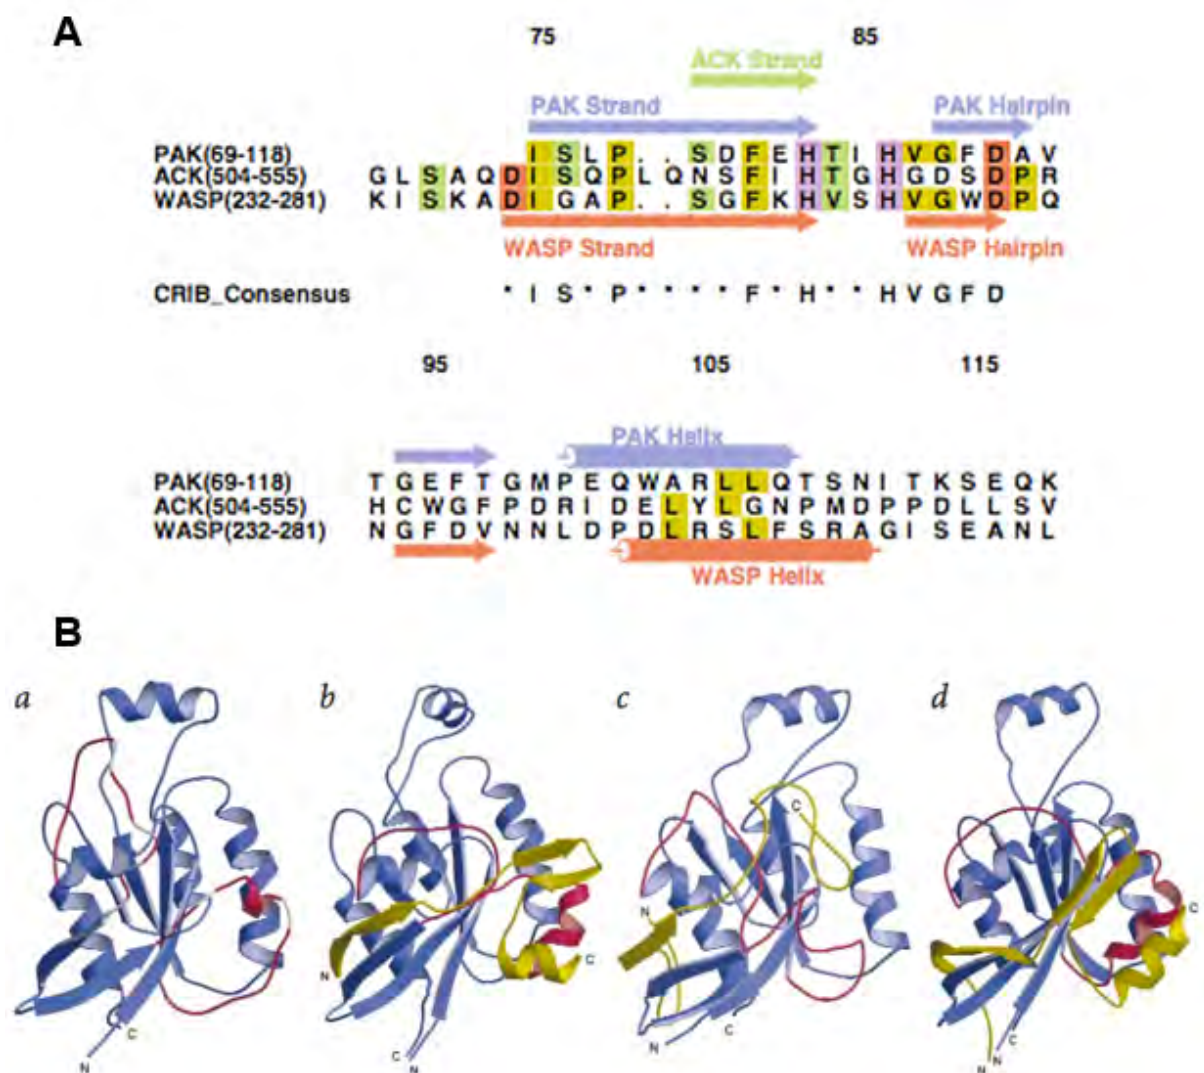 A
75 85
ACK Strand
PAK Strand PAK Hairpin
PAK(69-118) I S L P . . S D F E H T I H V G F D A V
ACK(504-555) G L S A Q D I S Q P L Q N S F I H T G H G D S D P R
WASP(232-281) K I S K A D I G A P . . S G F K H V S H V G W D P Q
WASP Strand WASP Hairpin
CRIB_Consensus • I S • P • • • • F • H • • H V G F D
95 105 115
PAK Helix
PAK(69-118) T G E F T G M P E Q W A R L L Q T S N I T K S E Q K
ACK(504-555) H C W G F P D R I D E L Y L G N P M D P P D L L S V
WASP(232-281) N G F D V N N L D P D L R S L F S R A G I S E A N L
WASP Helix
B
a b c d
C
N C
N C
C N
C
N C
N
C
N N